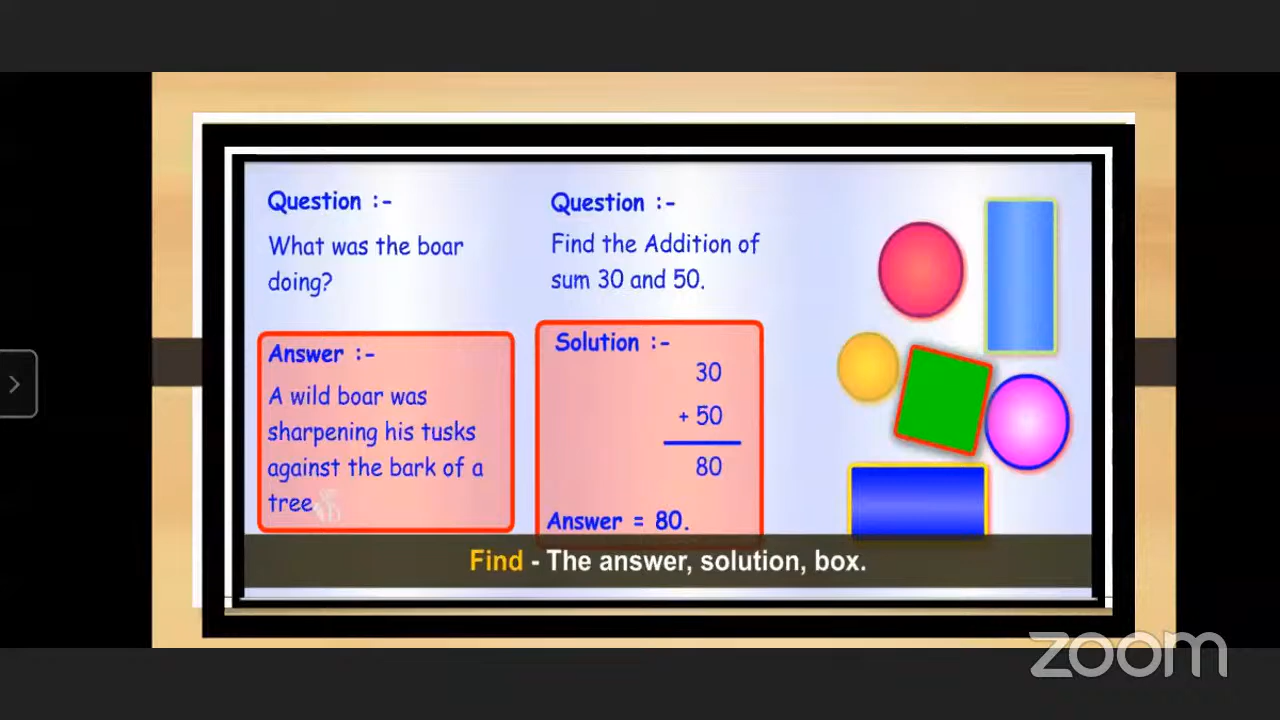 Question :-
What was the boar
doing?
Answer :-
A wild boar was
sharpening his tusks
against the bark of a
tree
Question :-
Find the Addition of
sum 30 and 50.
Solution :-
30
+ 50
80
Answer = 80.
Find - The answer, solution, box.
zoom